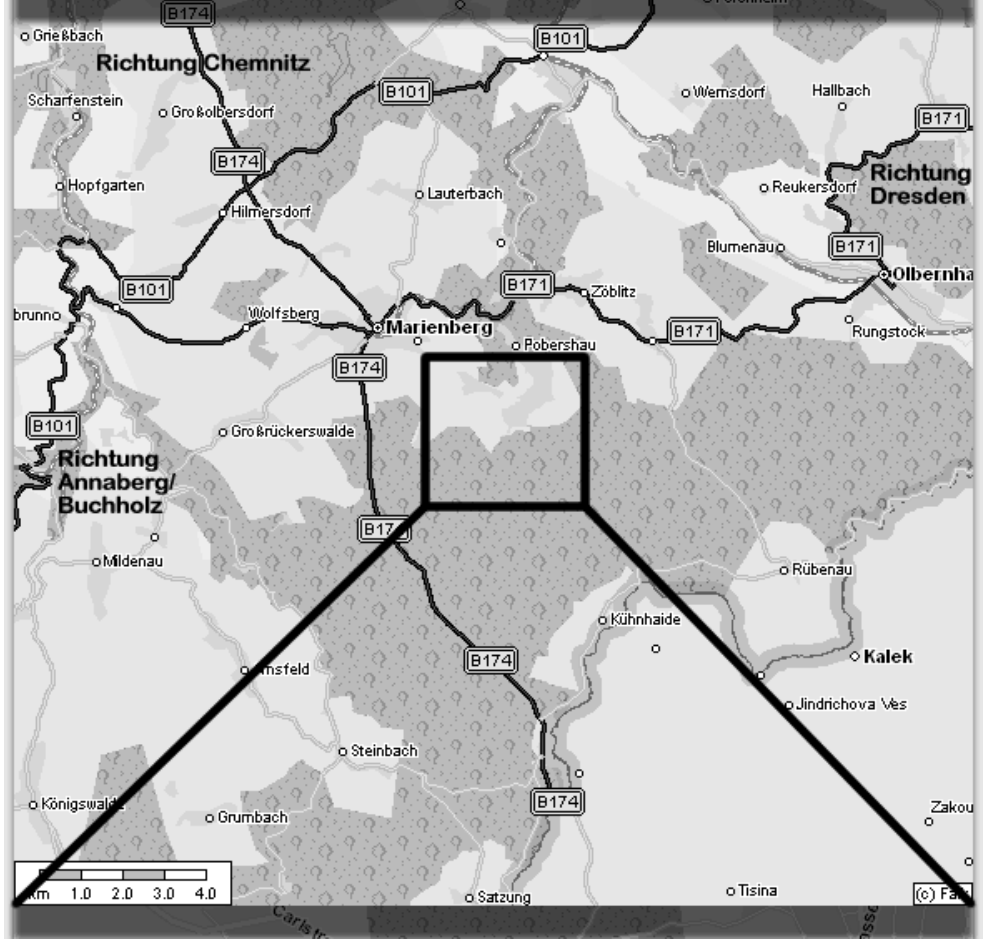 B174
Grießbach
B101
Richtung Chemnitz
B101
Wernsdorf
Hallbach
Scharfenstein
Großolbersdorf
B171
B174
Richtung
Dresden
Hopfgarten
Lauterbach
Reukersdorf
Hilmersdorf
Blumenau
B171
Olbernha
B101
B171
Zöblitz
brunno
Wolfsberg
Marienberg
B171
Rungstock
Pobershau
B174
B101
Großrückerswalde
Richtung
Annaberg/
Buchholz
B174
Mildenau
Rübenau
Kühnhaide
Kalek
B174
Jindrichova Ves
Steinbach
B174
Königswalde
Grumbach
Zakou
km 1.0 2.0 3.0 4.0
Satzung
Tisina
(c) Falk